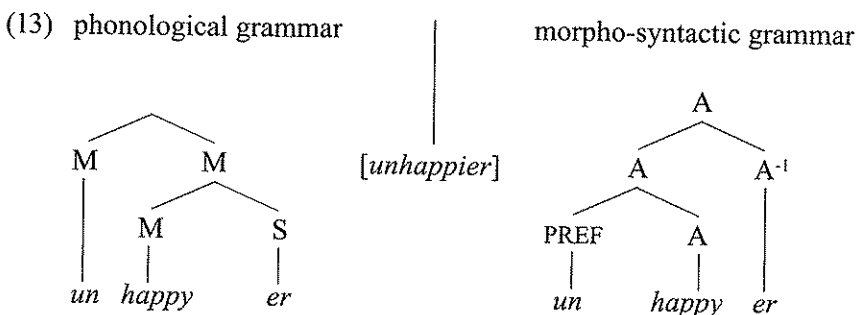 (13) phonological grammar morpho-syntactic grammar
A
M M [unhappier] A A⁻¹
M S PREF A
un happy er un happy er